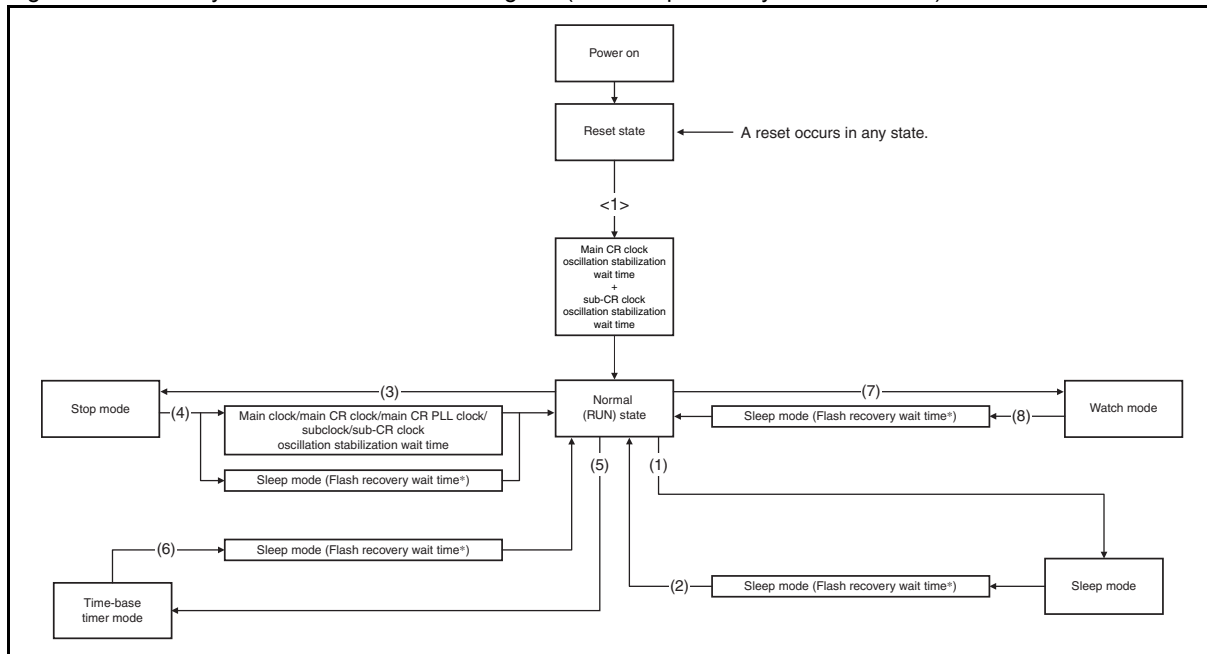 Power on
Reset state
A reset occurs in any state.
<1>
Main CR clock
oscillation stabilization
wait time
+
sub-CR clock
oscillation stabilization
wait time
(3)
(7)
Stop mode
(4)
Main clock/main CR clock/main CR PLL clock/
subclock/sub-CR clock
oscillation stabilization wait time
Normal
(RUN) state
Sleep mode (Flash recovery wait time*)
(8)
Watch mode
(5)
(1)
Sleep mode (Flash recovery wait time*)
(6)
Sleep mode (Flash recovery wait time*)
(2)
Sleep mode (Flash recovery wait time*)
Sleep mode
Time-base
timer mode